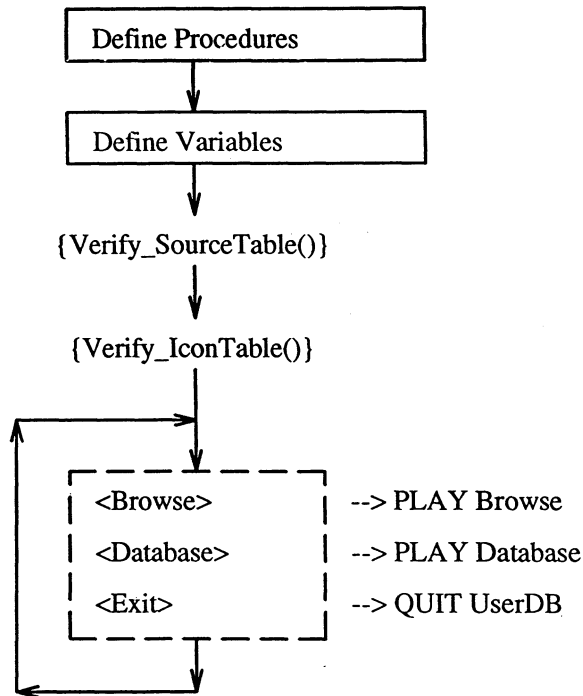 Define Procedures
Define Variables
{Verify_SourceTable()}
{Verify_IconTable()}
<Browse> --> PLAY Browse
<Database> --> PLAY Database
<Exit> --> QUIT UserDB